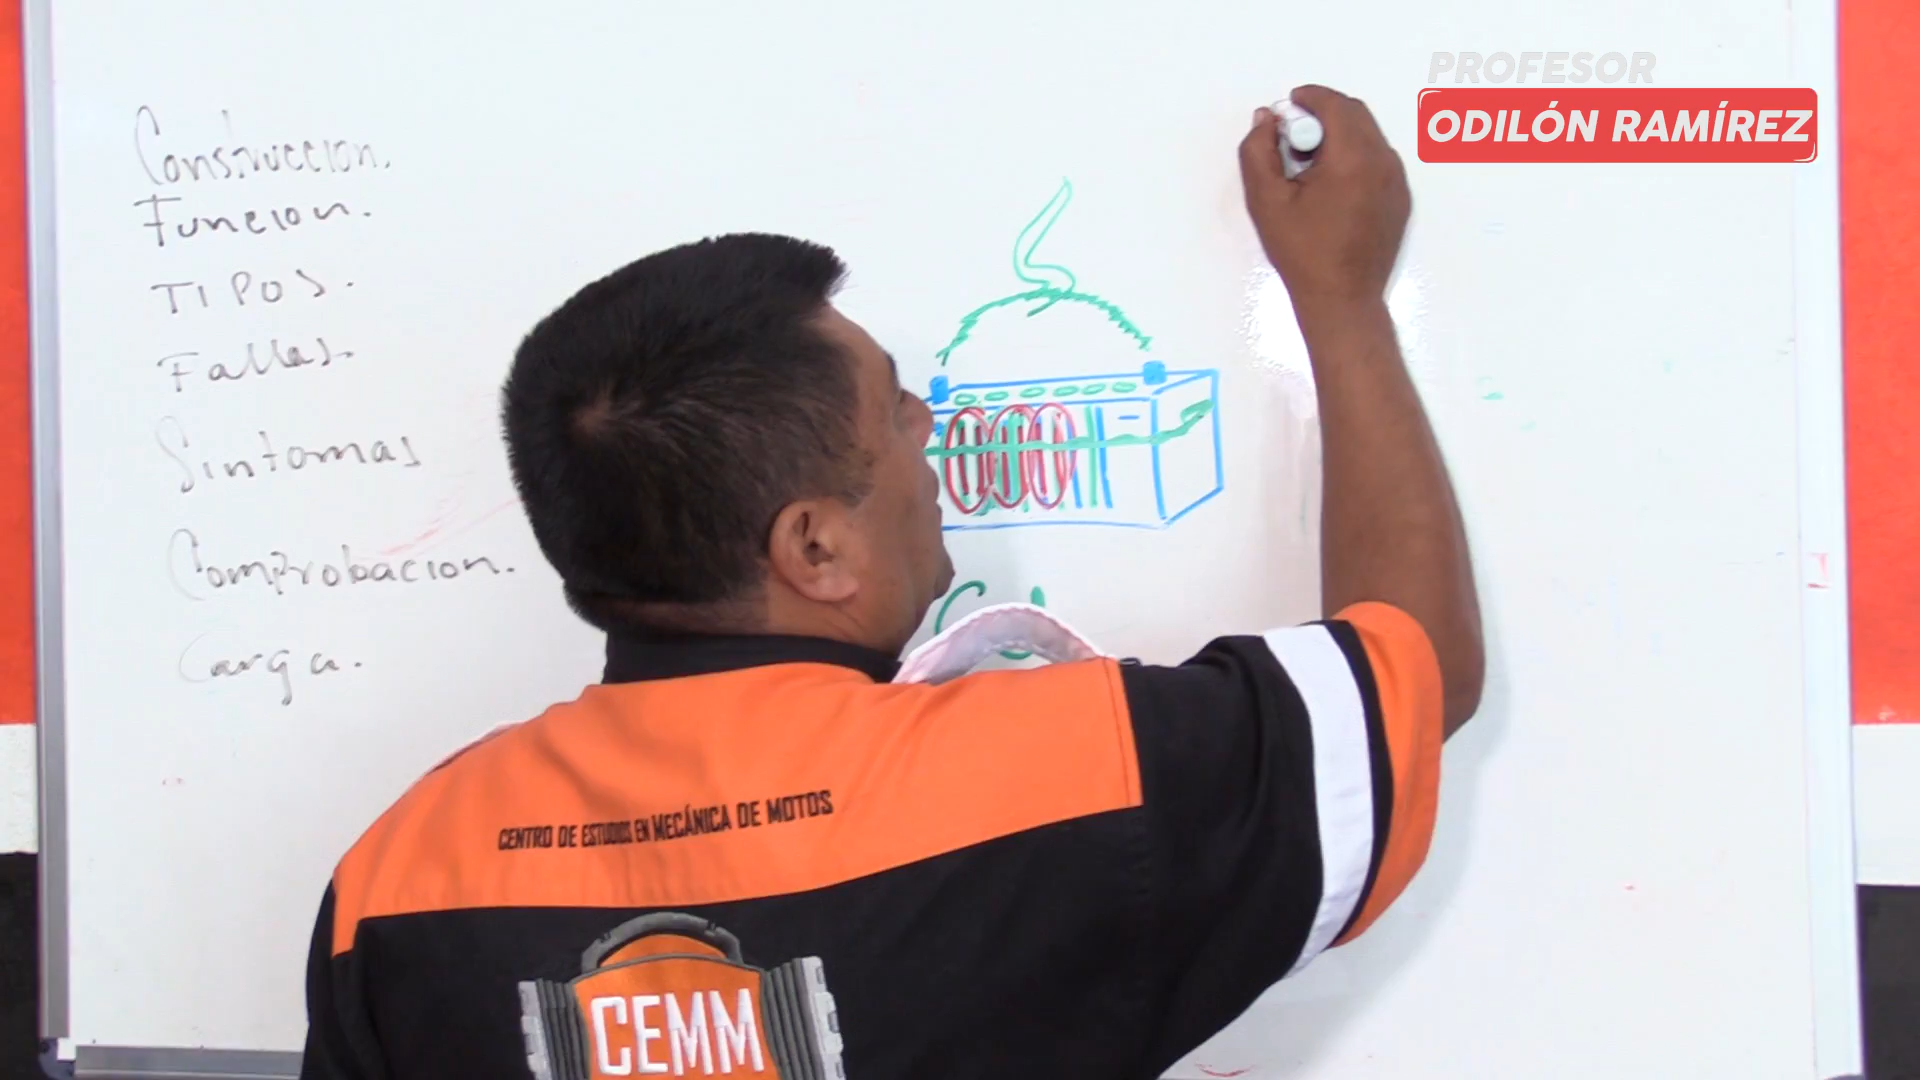 PROFESOR
ODILÓN RAMÍREZ
Construccion.
Funcion.
TIPOS.
Fallas.
Sintomas
Comprobacion.
Carga.
CENTRO DE ESTUDIOS EN MECÁNICA DE MOTOS
CEMM